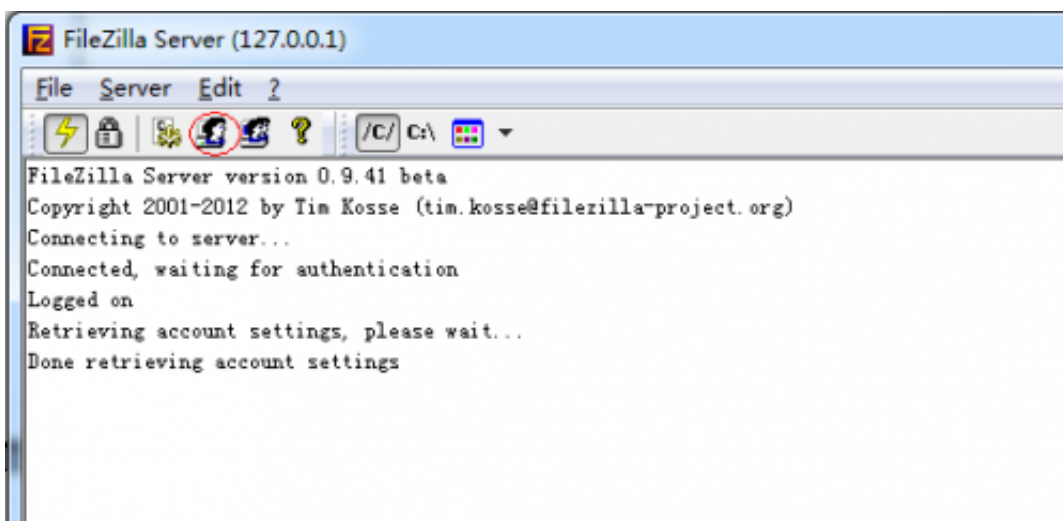 FileZilla Server (127.0.0.1)
File Server Edit ?
/C/ C:\
FileZilla Server version 0.9.41 beta
Copyright 2001-2012 by Tim Kosse (tim.kosse@filezilla-project.org)
Connecting to server...
Connected, waiting for authentication
Logged on
Retrieving account settings, please wait...
Done retrieving account settings